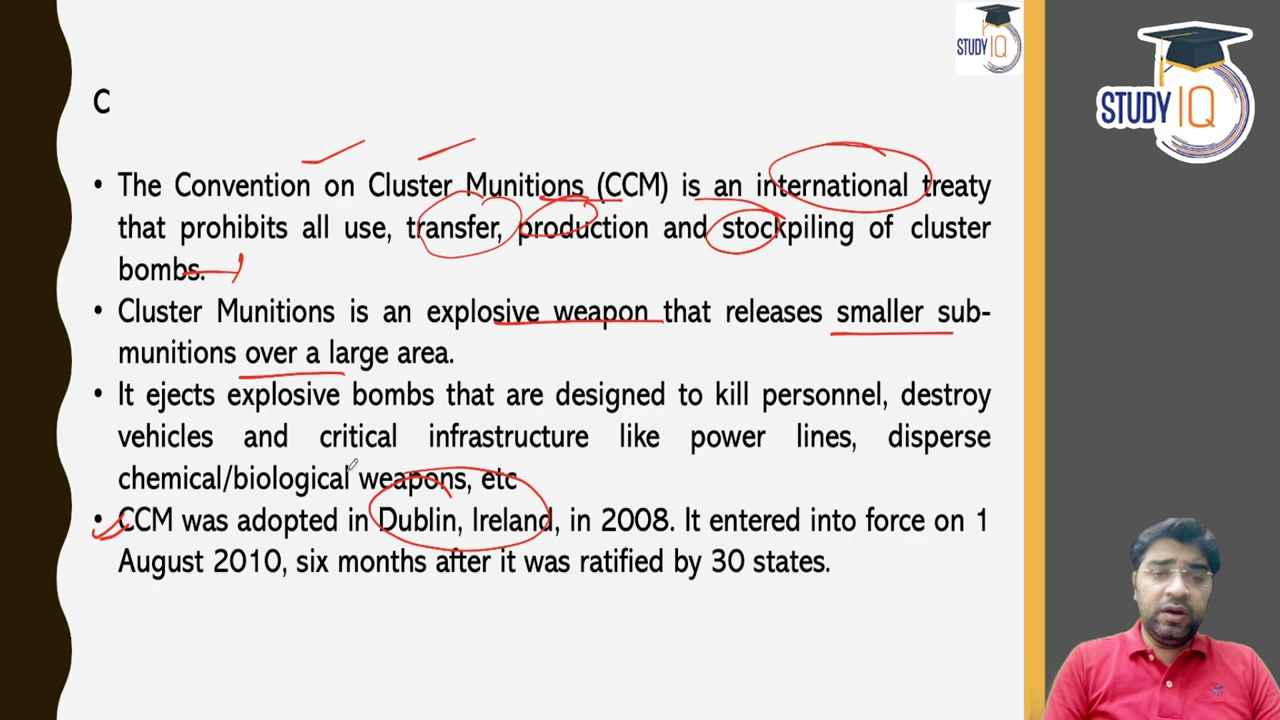 STUDY IQ
STUDY IQ
C
• The Convention on Cluster Munitions (CCM) is an international treaty
that prohibits all use, transfer, production and stockpiling of cluster
bombs.
• Cluster Munitions is an explosive weapon that releases smaller sub-
munitions over a large area.
• It ejects explosive bombs that are designed to kill personnel, destroy
vehicles and critical infrastructure like power lines, disperse
chemical/biological weapons, etc
• CCM was adopted in Dublin, Ireland, in 2008. It entered into force on 1
August 2010, six months after it was ratified by 30 states.